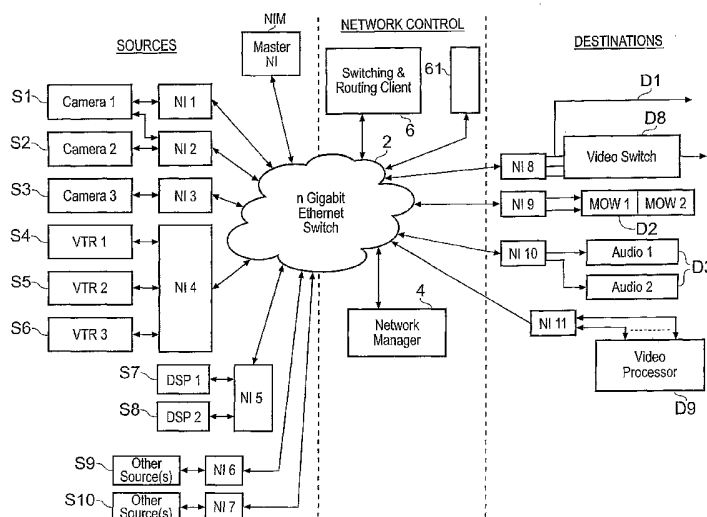 NIM
NETWORK CONTROL
SOURCES
DESTINATIONS
Master
NI
Switching &
Routing Client
61
6
S1
Camera 1
NI 1
S2
Camera 2
NI 2
S3
Camera 3
NI 3
S4
VTR 1
S5
VTR 2
NI 4
S6
VTR 3
S7
DSP 1
S8
DSP 2
NI 5
S9
Other
Source(s)
NI 6
S10
Other
Source(s)
NI 7
2
n Gigabit
Ethernet
Switch
4
Network
Manager
D1
D8
NI 8
Video Switch
NI 9
MOW 1
MOW 2
D2
NI 10
Audio 1
D3
Audio 2
NI 11
Video
Processor
D9